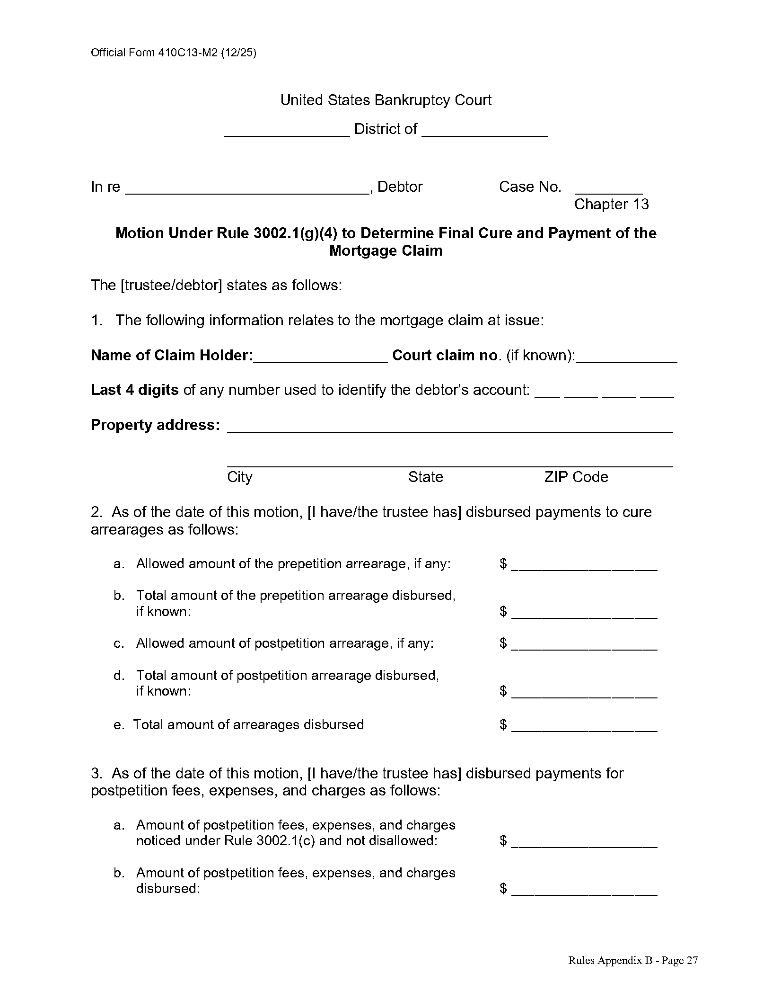 Official Form 410C13-M2 (12/25)
United States Bankruptcy Court
_______________ District of _______________
In re _____________________________, Debtor Case No. ________
Chapter 13
Motion Under Rule 3002.1(g)(4) to Determine Final Cure and Payment of the
Mortgage Claim
The [trustee/debtor] states as follows:
1. The following information relates to the mortgage claim at issue:
Name of Claim Holder:________________ Court claim no. (if known):____________
Last 4 digits of any number used to identify the debtor’s account: ___ ____ ____ ____
Property address: _____________________________________________________
_____________________________________________________
City State ZIP Code
2. As of the date of this motion, [I have/the trustee has] disbursed payments to cure
arrearages as follows:
a. Allowed amount of the prepetition arrearage, if any: $ ___________________
b. Total amount of the prepetition arrearage disbursed,
if known: $ ___________________
c. Allowed amount of postpetition arrearage, if any: $ ___________________
d. Total amount of postpetition arrearage disbursed,
if known: $ ___________________
e. Total amount of arrearages disbursed $ ___________________
3. As of the date of this motion, [I have/the trustee has] disbursed payments for
postpetition fees, expenses, and charges as follows:
a. Amount of postpetition fees, expenses, and charges
noticed under Rule 3002.1(c) and not disallowed: $ ___________________
b. Amount of postpetition fees, expenses, and charges
disbursed: $ ___________________
Rules Appendix B - Page 27